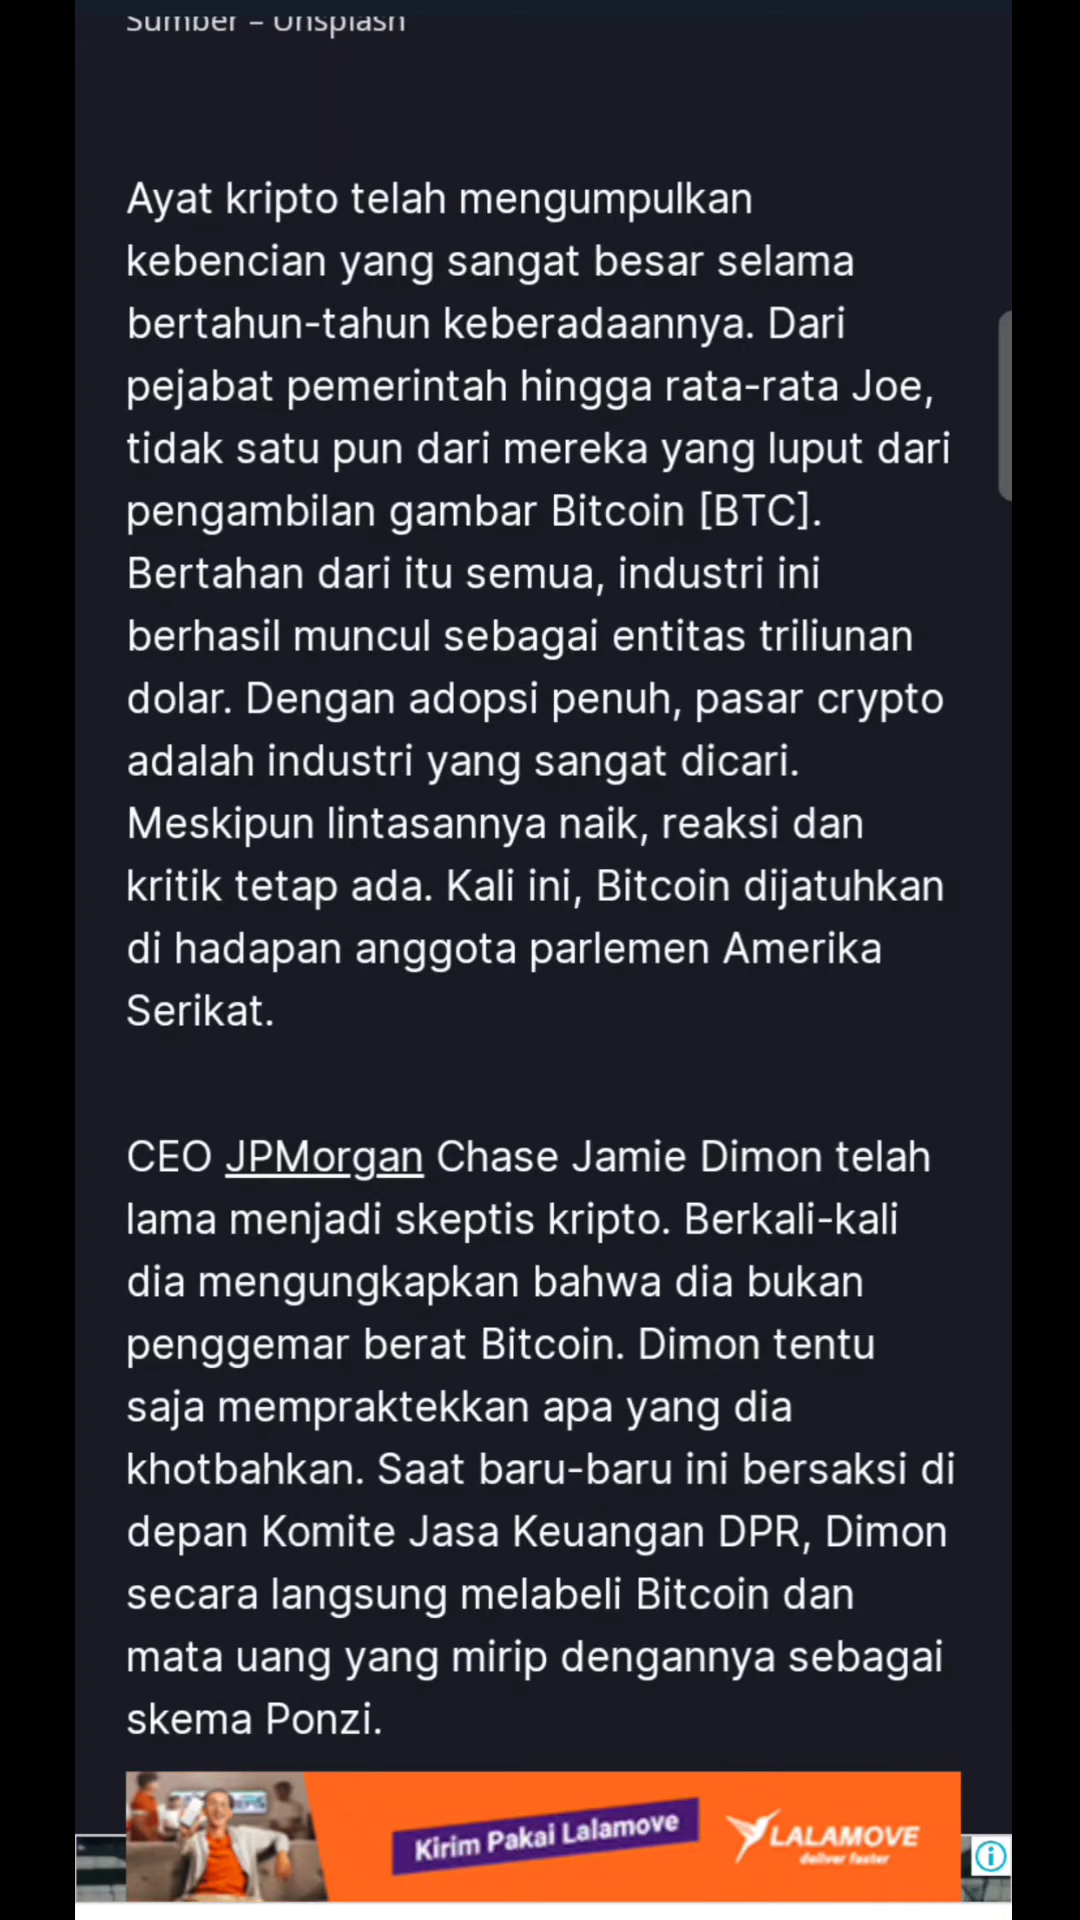 Sumber – Unsplash
Ayat kripto telah mengumpulkan
kebencian yang sangat besar selama
bertahun-tahun keberadaannya. Dari
pejabat pemerintah hingga rata-rata Joe,
tidak satu pun dari mereka yang luput dari
pengambilan gambar Bitcoin [BTC].
Bertahan dari itu semua, industri ini
berhasil muncul sebagai entitas triliunan
dolar. Dengan adopsi penuh, pasar crypto
adalah industri yang sangat dicari.
Meskipun lintasannya naik, reaksi dan
kritik tetap ada. Kali ini, Bitcoin dijatuhkan
di hadapan anggota parlemen Amerika
Serikat.
CEO JPMorgan Chase Jamie Dimon telah
lama menjadi skeptis kripto. Berkali-kali
dia mengungkapkan bahwa dia bukan
penggemar berat Bitcoin. Dimon tentu
saja mempraktekkan apa yang dia
khotbahkan. Saat baru-baru ini bersaksi di
depan Komite Jasa Keuangan DPR, Dimon
secara langsung melabeli Bitcoin dan
mata uang yang mirip dengannya sebagai
skema Ponzi.
Kirim Pakai Lalamove
LALAMOVE
deliver faster